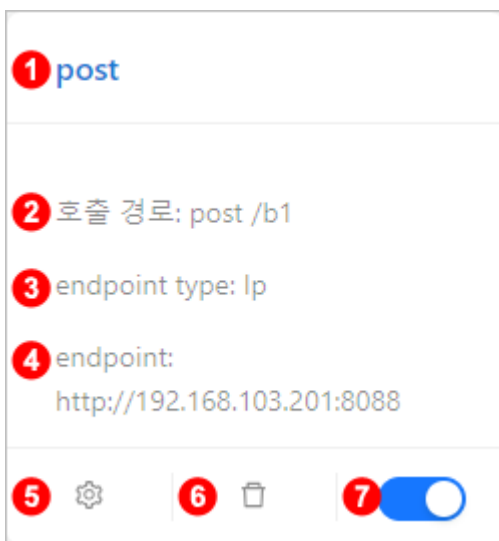 1 post
2 호출 경로: post /b1
3 endpoint type: lp
4 endpoint:
http://192.168.103.201:8088
5 6 7